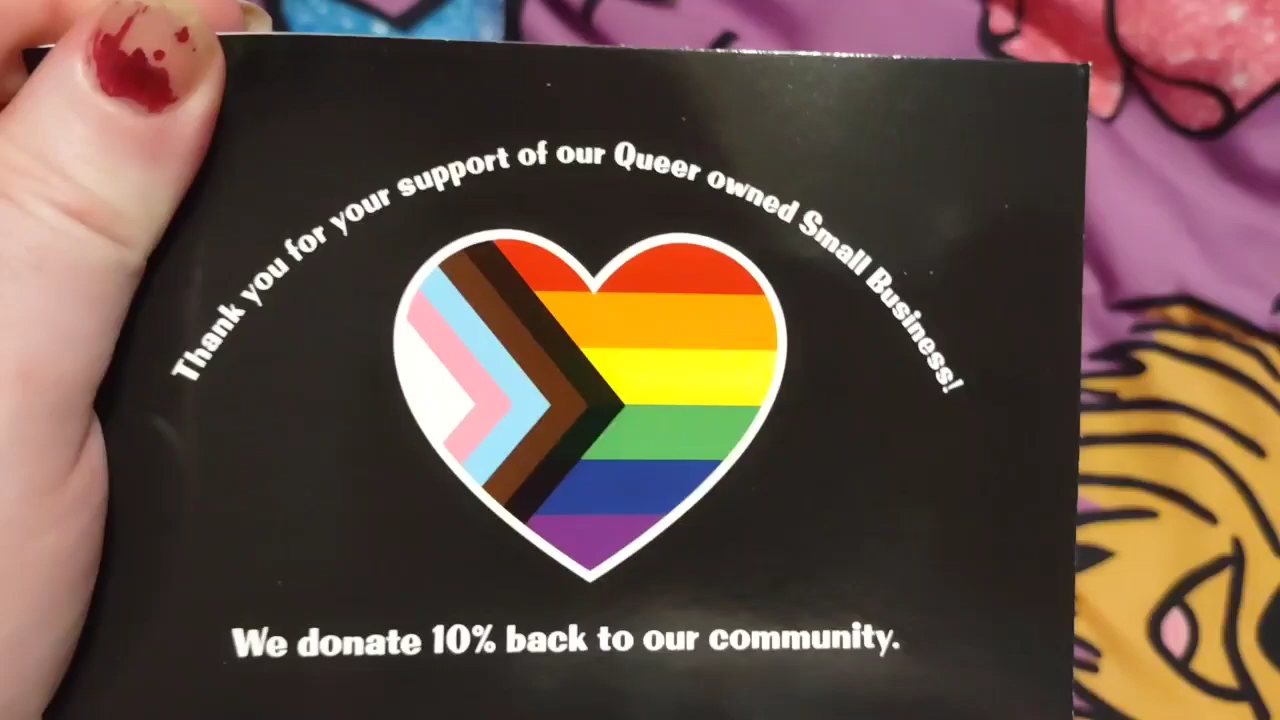 Thank you for your support of our Queer owned Small Business!
We donate 10% back to our community.